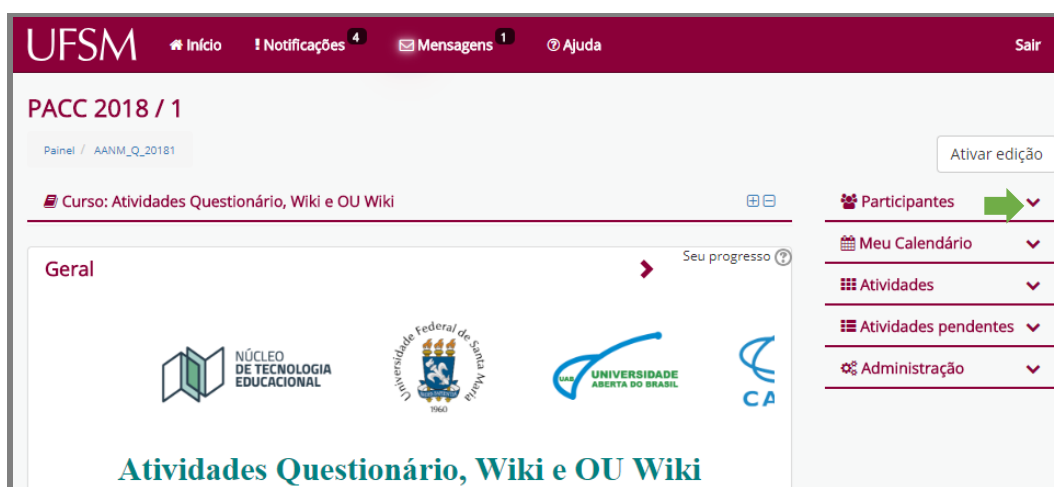 UFSM Início Notificações 4 Mensagens 1 Ajuda Sair
PACC 2018 / 1
Painel / AANM_Q_20181
Ativar edição
Curso: Atividades Questionário, Wiki e OU Wiki
Participantes
Meu Calendário
Atividades
Atividades pendentes
Administração
Seu progresso
Geral
NÚCLEO
DE TECNOLOGIA
EDUCACIONAL
Universidade Federal de Santa Maria
1960
UAB
UNIVERSIDADE
ABERTA DO BRASIL
CA
Atividades Questionário, Wiki e OU Wiki